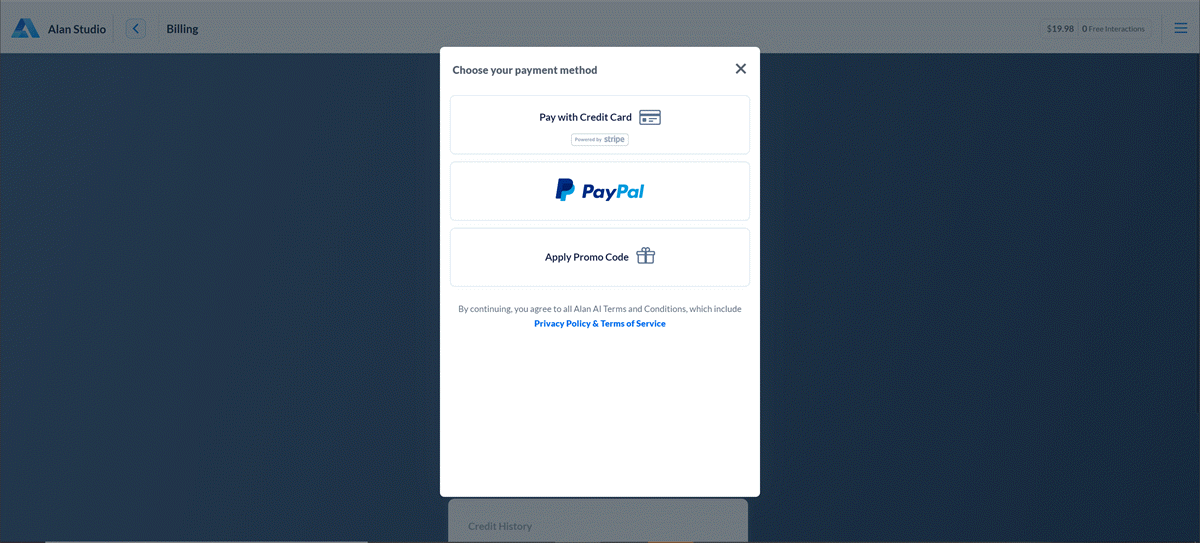 Alan Studio
Billing
$19.98 0 Free Interactions
Choose your payment method
Pay with Credit Card
Powered by stripe
PayPal
Apply Promo Code
By continuing, you agree to all Alan AI Terms and Conditions, which include
Privacy Policy & Terms of Service
Credit History